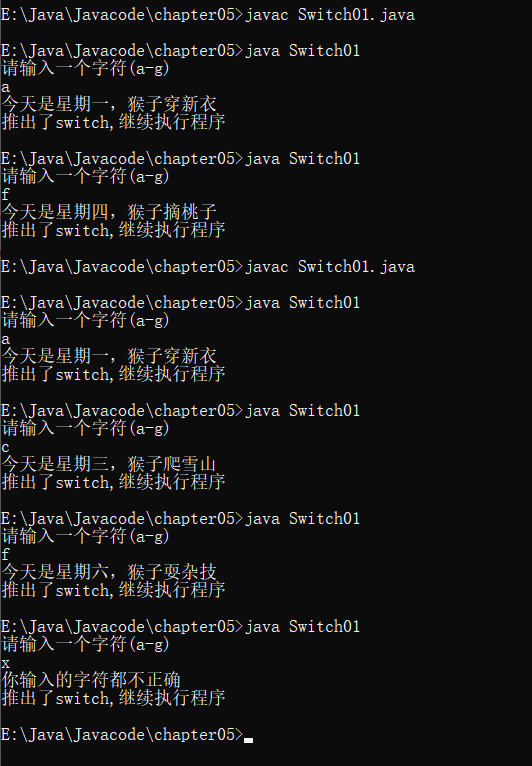 E:\Java\Javacode\chapter05>javac Switch01.java
E:\Java\Javacode\chapter05>java Switch01
请输入一个字符(a-g)
a
今天是星期一，猴子穿新衣
推出了switch,继续执行程序
E:\Java\Javacode\chapter05>java Switch01
请输入一个字符(a-g)
f
今天是星期四，猴子摘桃子
推出了switch,继续执行程序
E:\Java\Javacode\chapter05>javac Switch01.java
E:\Java\Javacode\chapter05>java Switch01
请输入一个字符(a-g)
a
今天是星期一，猴子穿新衣
推出了switch,继续执行程序
E:\Java\Javacode\chapter05>java Switch01
请输入一个字符(a-g)
c
今天是星期三，猴子爬雪山
推出了switch,继续执行程序
E:\Java\Javacode\chapter05>java Switch01
请输入一个字符(a-g)
f
今天是星期六，猴子耍杂技
推出了switch,继续执行程序
E:\Java\Javacode\chapter05>java Switch01
请输入一个字符(a-g)
x
你输入的字符都不正确
推出了switch,继续执行程序
E:\Java\Javacode\chapter05>